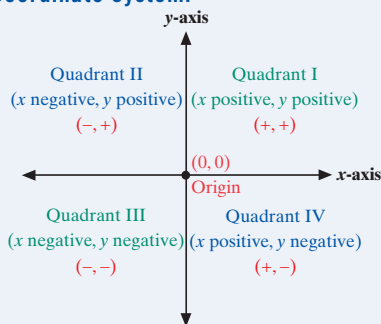 y-axis
Quadrant II
(x negative, y positive)
(−, +)
Quadrant I
(x positive, y positive)
(+, +)
(0, 0)
Origin
x-axis
Quadrant III
(x negative, y negative)
(−, −)
Quadrant IV
(x positive, y negative)
(+, −)